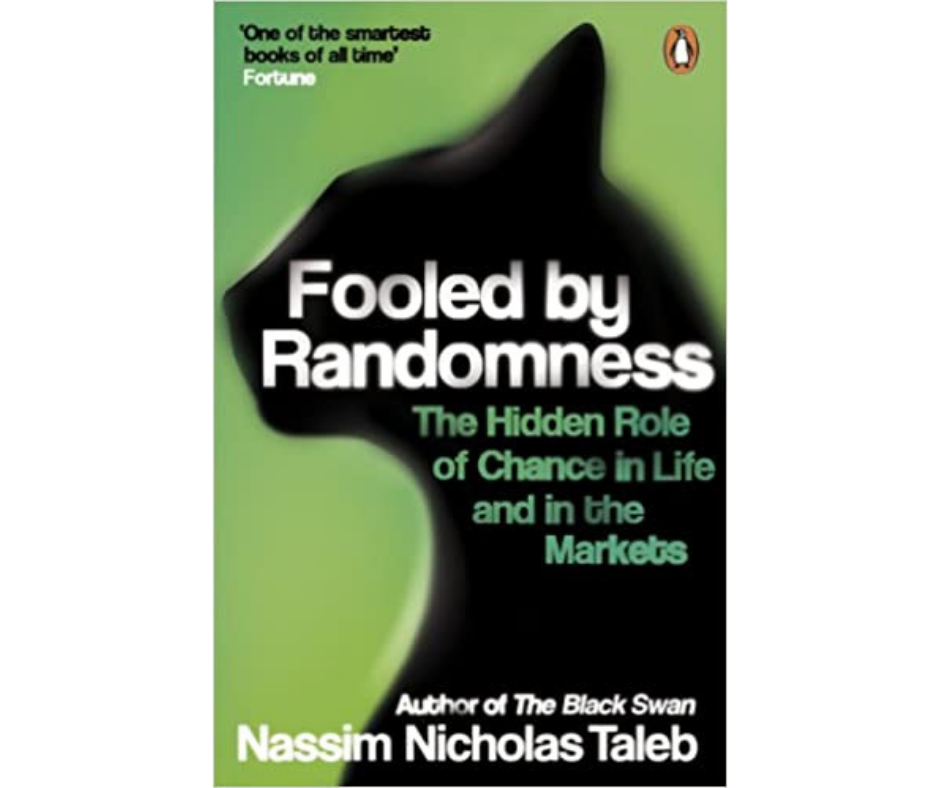 'One of the smartest
books of all time'
Fortune
Fooled by
Randomness
The Hidden Role
of Chance in Life
and in the
Markets
Author of The Black Swan
Nassim Nicholas Taleb